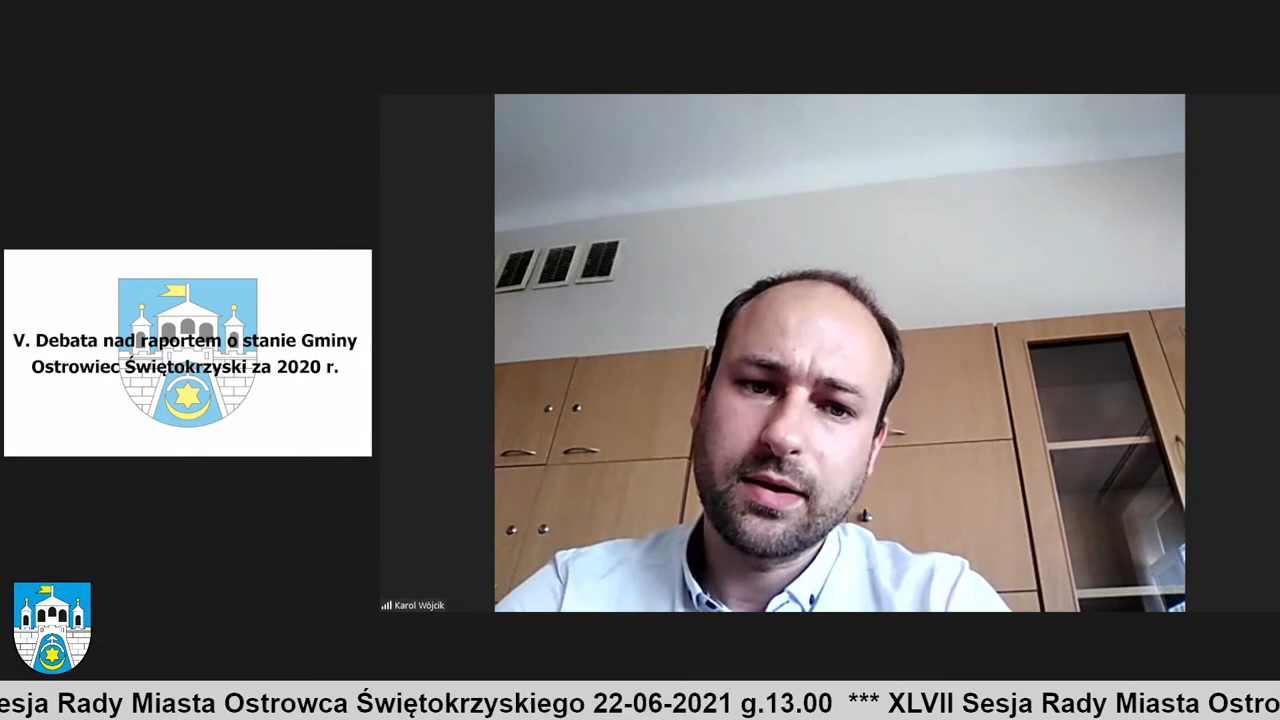 V. Debata nad raportem o stanie Gminy
Ostrowiec Świętokrzyski za 2020 r.
Karol Wójcik
esja Rady Miasta Ostrowca Świętokrzyskiego 22-06-2021 g.13.00 *** XLVII Sesja Rady Miasta Ostro